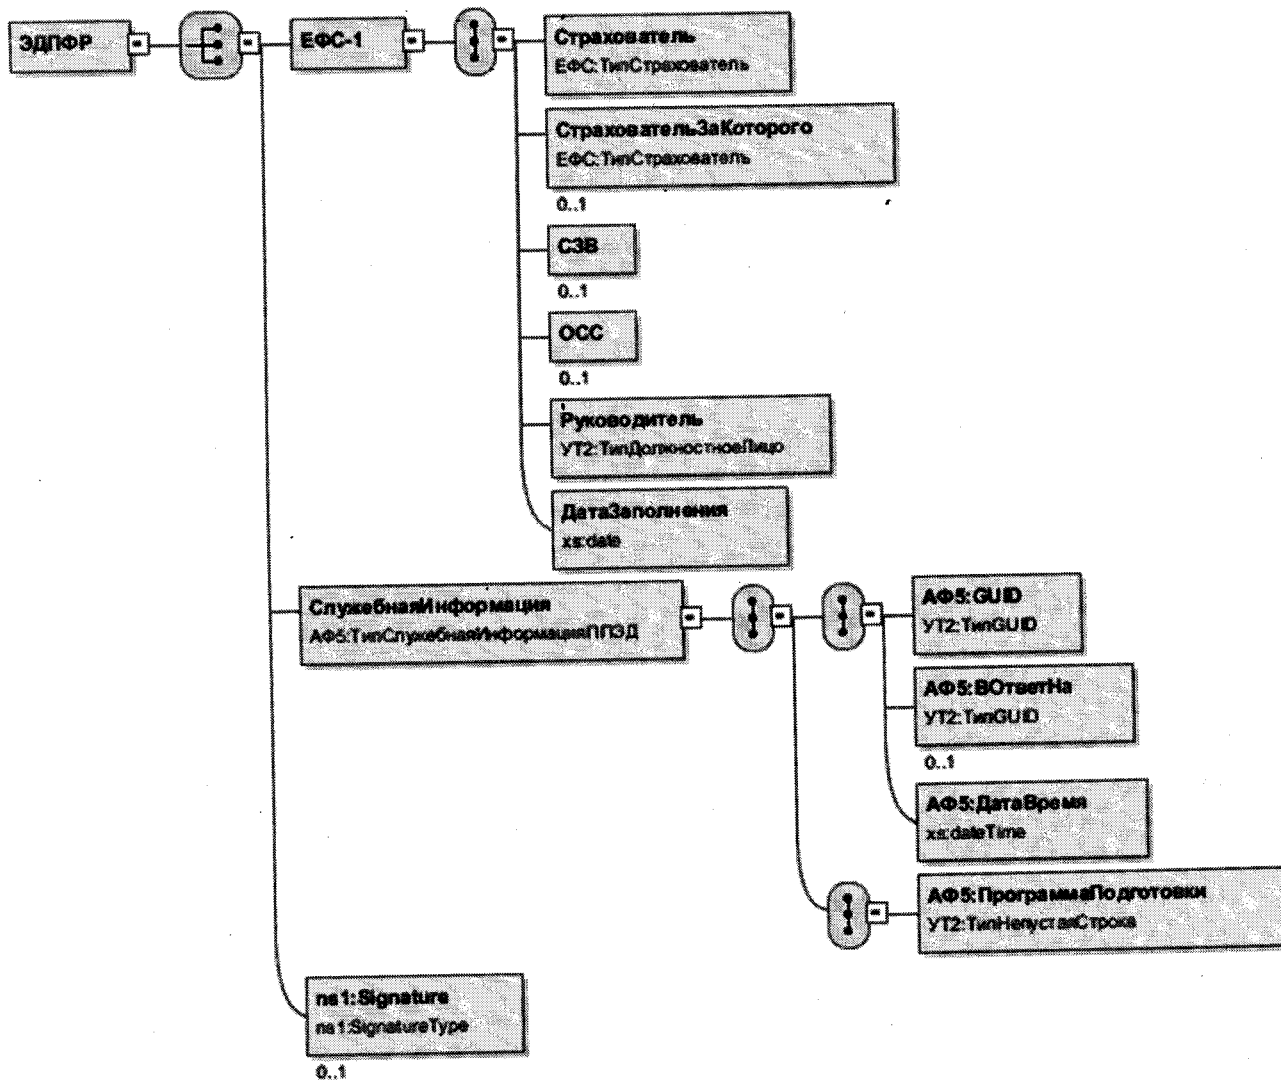 ЭДПФР
ЕФС-1
Страхователь
ЕФС:ТипСтрахователь
СтраховательЗаКоторого
ЕФС:ТипСтрахователь
0..1
СЗВ
0..1
ОСС
0..1
Руководитель
УТ2:ТипДолжностноеЛицо
ДатаЗаполнения
xs:date
СлужебнаяИнформация
АФ5:ТипСлужебнаяИнформацияППЭД
АФ5:GUID
УТ2:ТипGUID
АФ5:ВОтветНа
УТ2:ТипGUID
0..1
АФ5:ДатаВремя
xs:dateTime
АФ5:ПрограммаПодготовки
УТ2:ТипНепустаяСтрока
ns1:Signature
ns1:SignatureType
0..1